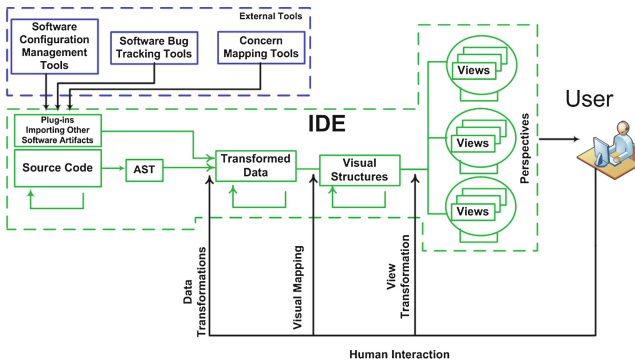 External Tools
Software
Configuration
Management
Tools
Software Bug
Tracking Tools
Concern
Mapping Tools
IDE
User
Plug-ins
Importing Other
Software Artifacts
Source Code
AST
Transformed
Data
Visual
Structures
Views
Views
Views
Perspectives
Data
Transformations
Visual Mapping
View
Transformation
Human Interaction